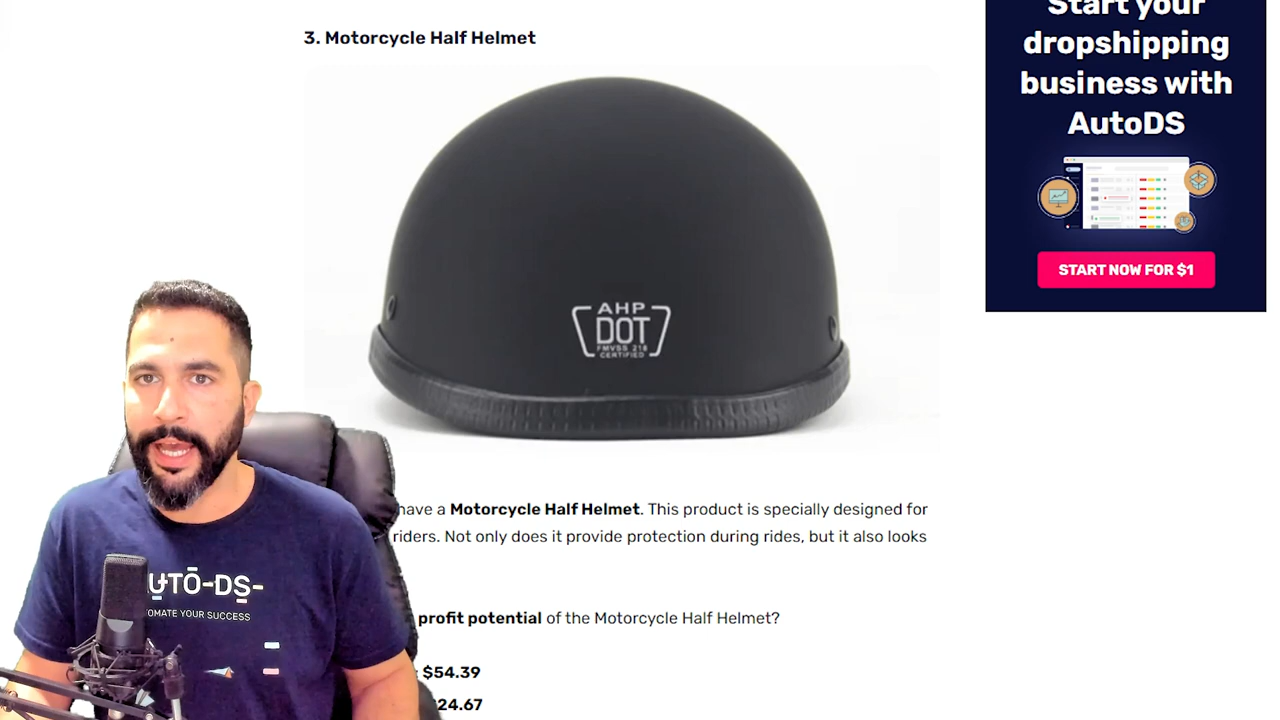 3. Motorcycle Half Helmet
AHP
DOT
FMVSS 218
CERTIFIED
have a Motorcycle Half Helmet. This product is specially designed for
riders. Not only does it provide protection during rides, but it also looks
profit potential of the Motorcycle Half Helmet?
$54.39
24.67
Start your
dropshipping
business with
AutoDS
START NOW FOR $1
AUTO-DS-
OMATE YOUR SUCCESS